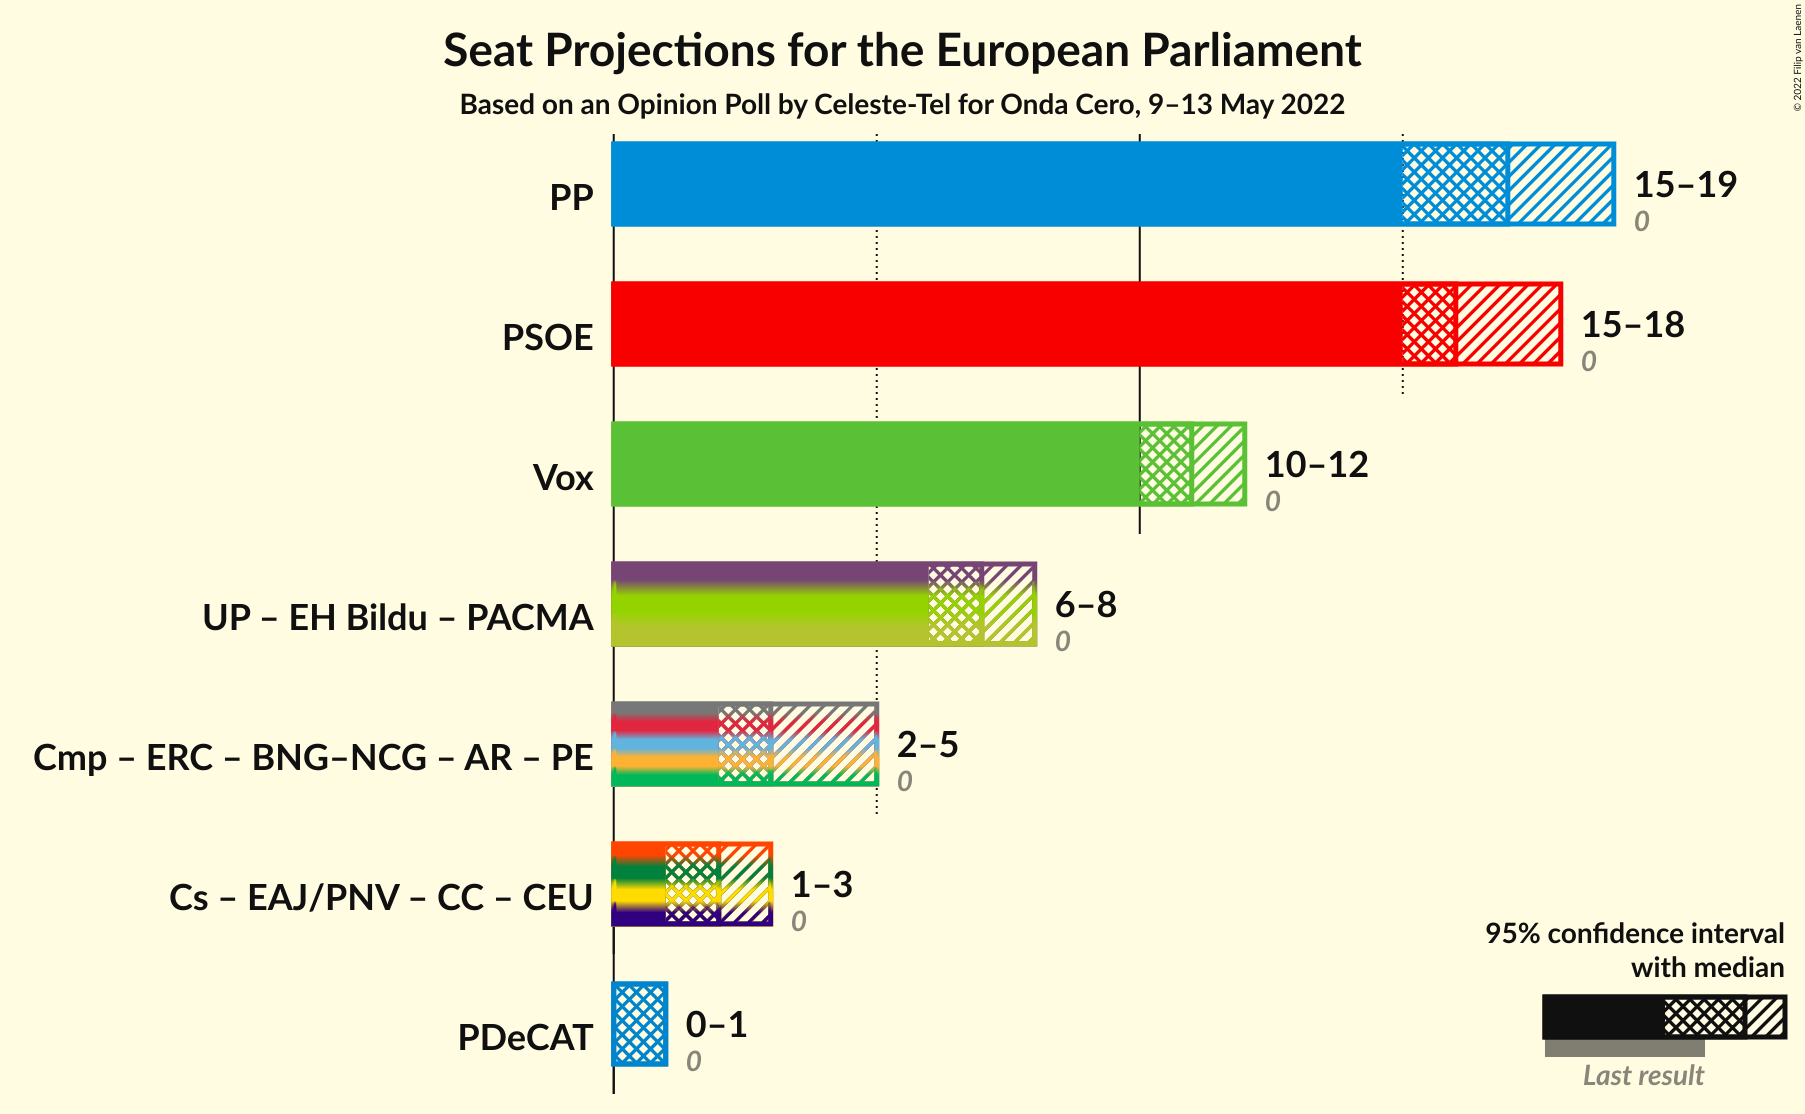 Seat Projections for the European Parliament
Based on an Opinion Poll by Celeste-Tel for Onda Cero, 9–13 May 2022
© 2022 Filip van Laenen
PP
15–19
0
PSOE
15–18
0
Vox
10–12
0
UP – EH Bildu – PACMA
6–8
0
Cmp – ERC – BNG–NCG – AR – PE
2–5
0
Cs – EAJ/PNV – CC – CEU
1–3
0
PDeCAT
0–1
0
95% confidence interval
with median
Last result